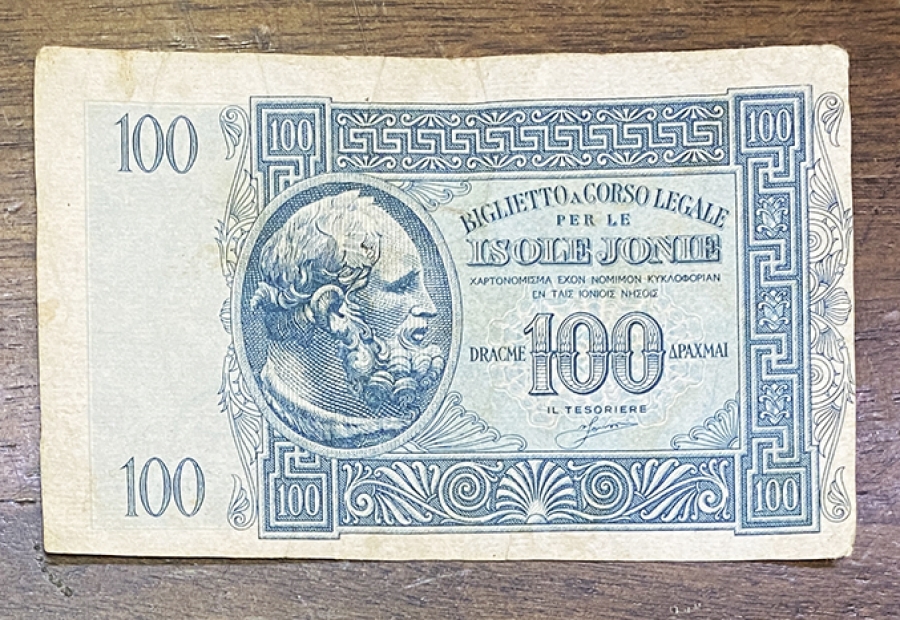 100
100
100
BIGLIETTO A CORSO LEGALE
PER LE
ISOLE JONIE
ΧΑΡΤΟΝΟΜΙΣΜΑ ΕΧΟΝ ΝΟΜΙΜΟΝ ΚΥΚΛΟΦΟΡΙΑΝ
ΕΝ ΤΑΙΣ ΙΟΝΙΟΙΣ ΝΗΣΟΙΣ
DRACME 100 ΔΡΑΧΜΑΙ
IL TESORIERE
100
100
100